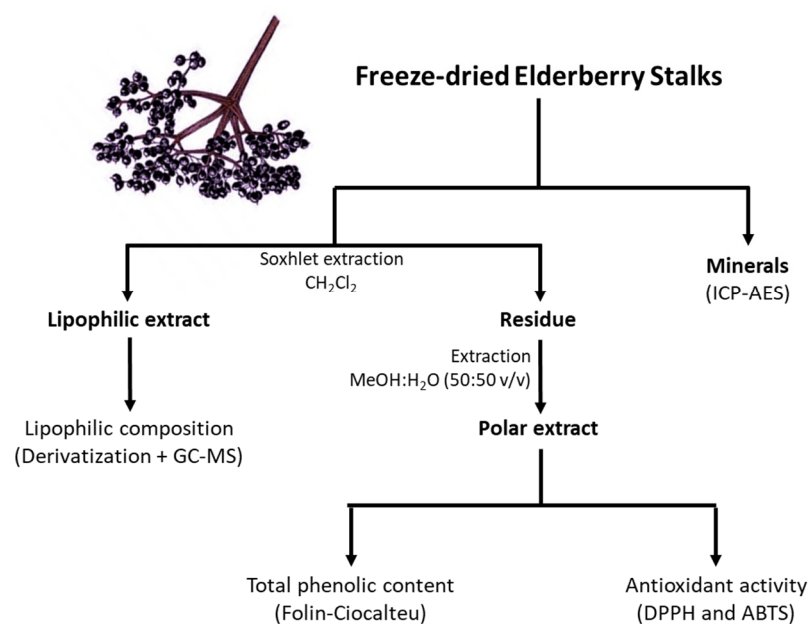 Freeze-dried Elderberry Stalks
Soxhlet extraction
CH₂Cl₂
Minerals
(ICP-AES)
Lipophilic extract
Residue
Extraction
MeOH:H₂O (50:50 v/v)
Lipophilic composition
(Derivatization + GC-MS)
Polar extract
Total phenolic content
(Folin-Ciocalteu)
Antioxidant activity
(DPPH and ABTS)